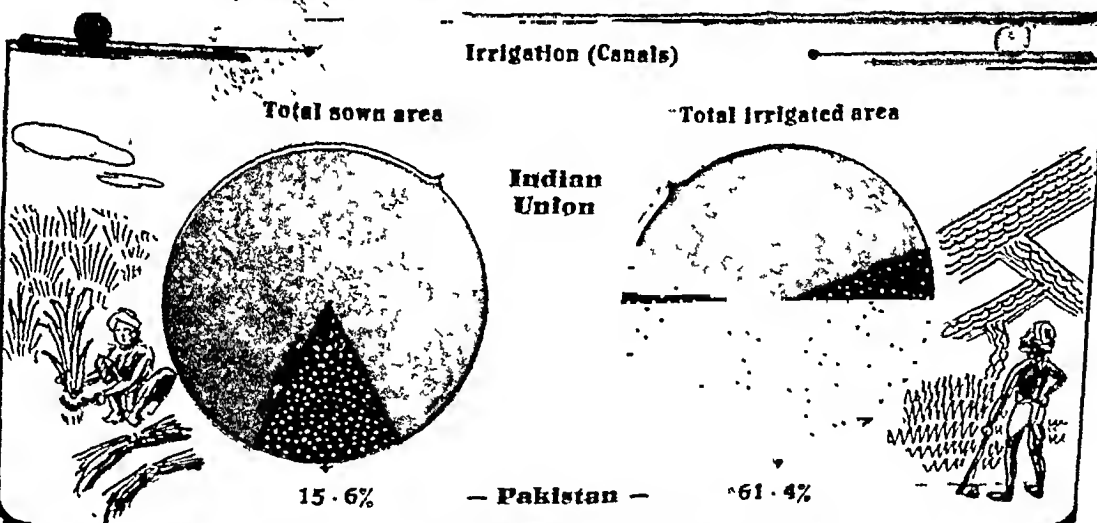 Irrigation (Canals)
Total sown area
Total irrigated area
Indian
Union
15·6%
— Pakistan —
61·4%